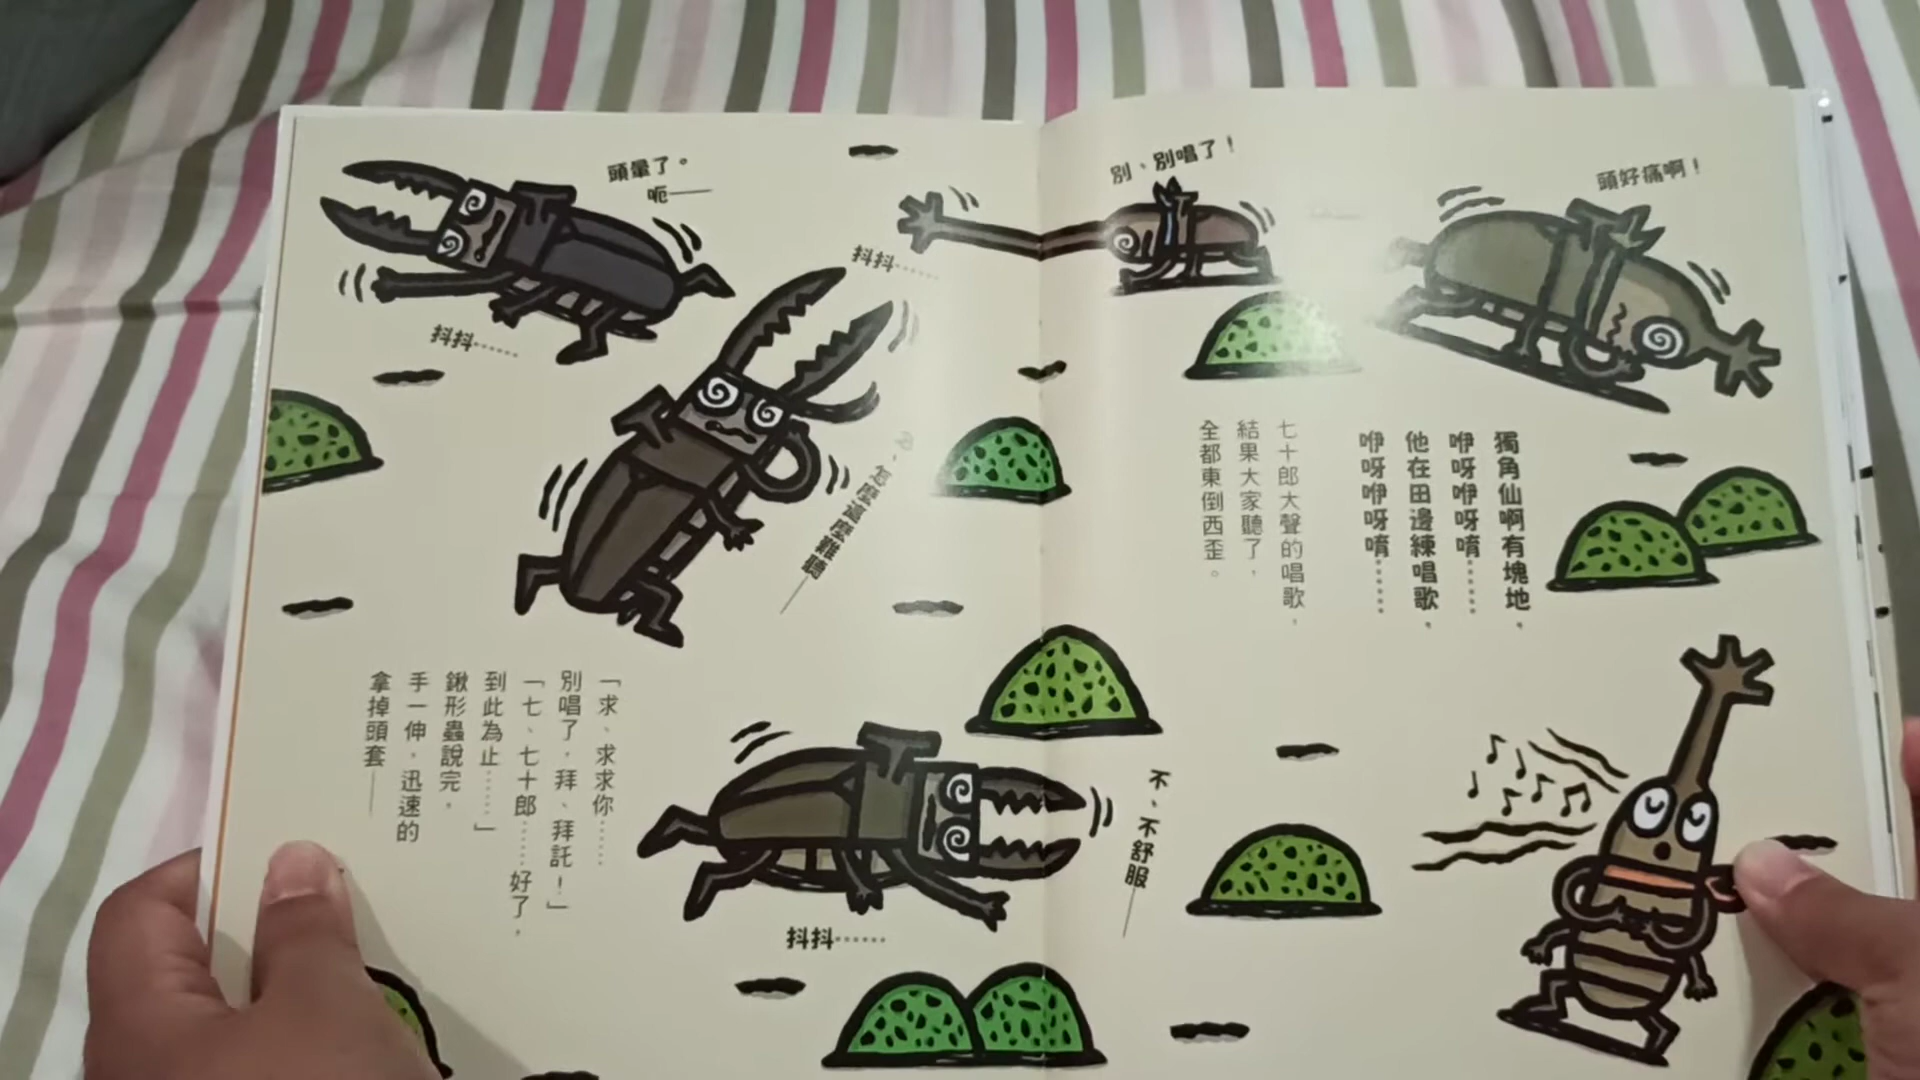 獨角仙啊有塊地，
咿呀咿呀唷……
他在田邊練唱歌，
咿呀咿呀唷……
七十郎大聲的唱歌，
結果大家聽了，
全都東倒西歪。
頭好痛啊！
別、別唱了！
抖抖……
頭暈了。
呃——
抖抖……
怎麼這麼難聽——
不、不舒服——
抖抖……
「求、求求你……
別唱了，拜、拜託！」
「七、七十郎……好了，
到此為止……」
鍬形蟲說完，
手一伸，迅速的
拿掉頭套——